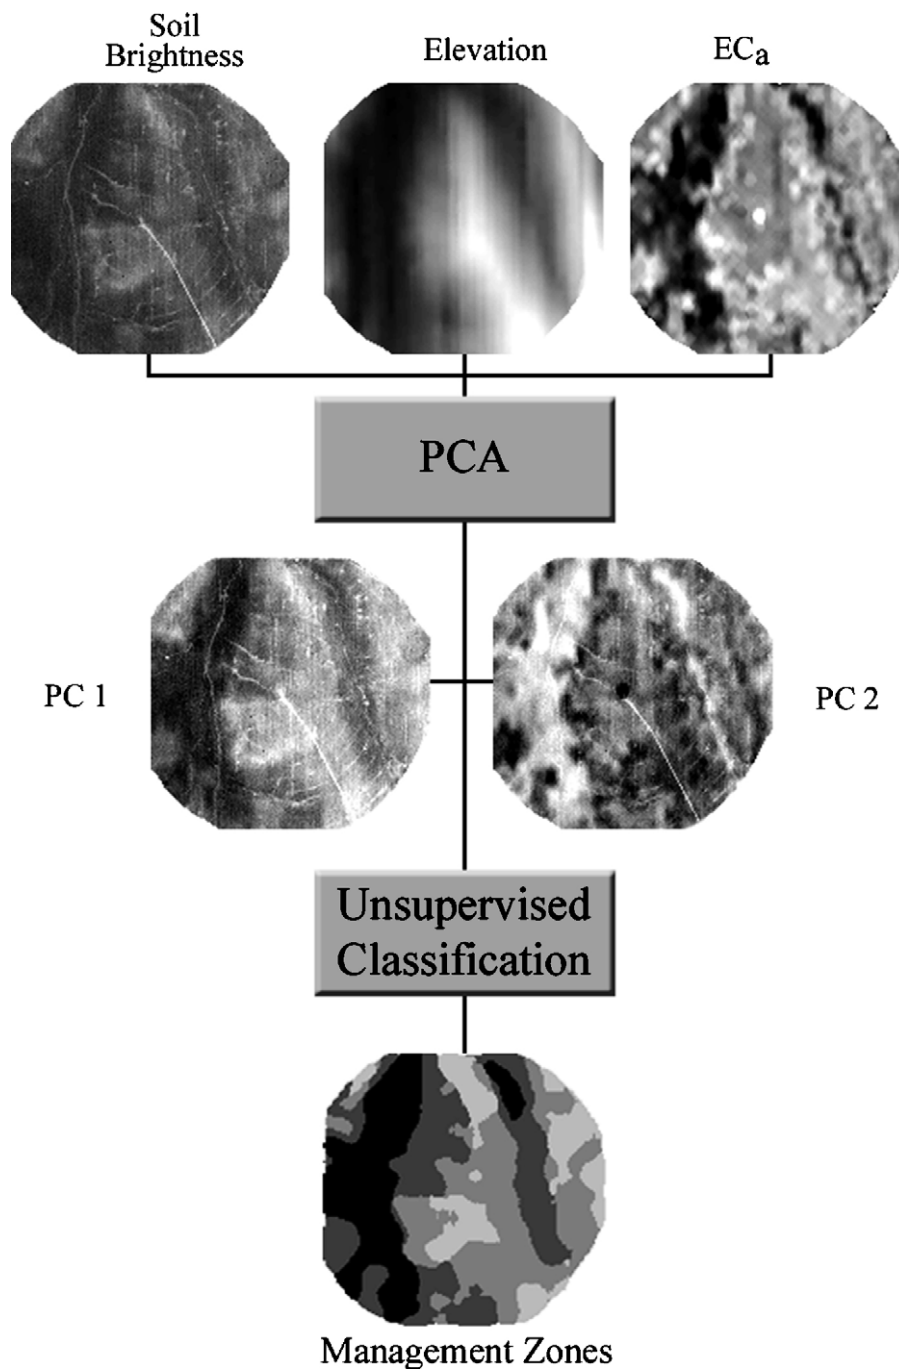 Soil
Brightness
Elevation
ECa
PCA
PC 1
PC 2
Unsupervised
Classification
Management Zones